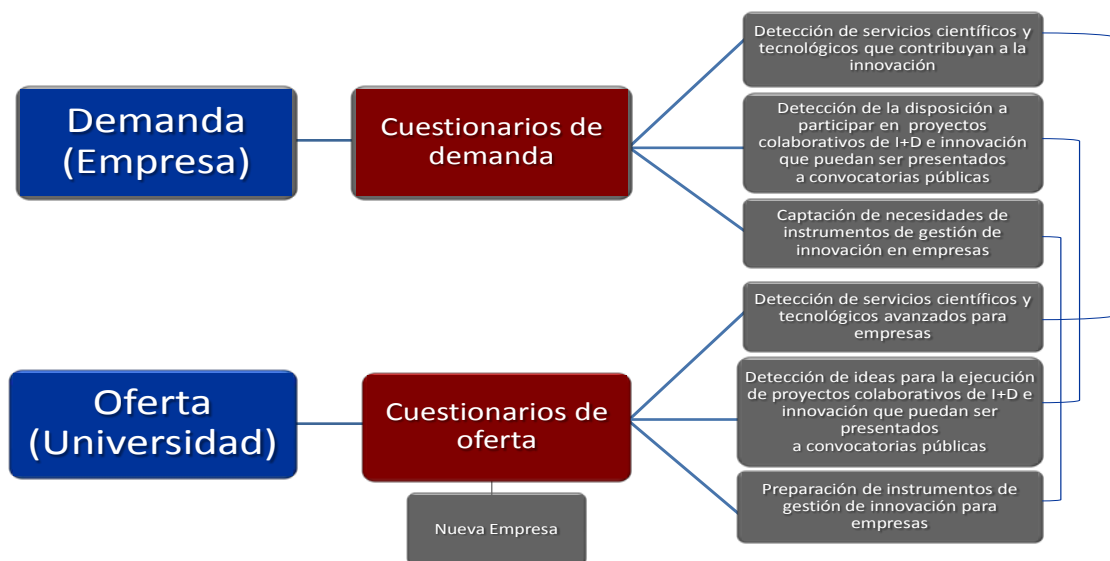 Demanda
(Empresa)
Cuestionarios de
demanda
Detección de servicios científicos y
tecnológicos que contribuyan a la
innovación
Detección de la disposición a
participar en proyectos
colaborativos de I+D e innovación
que puedan ser presentados
a convocatorias públicas
Captación de necesidades de
instrumentos de gestión de
innovación en empresas
Oferta
(Universidad)
Cuestionarios de
oferta
Nueva Empresa
Detección de servicios científicos y
tecnológicos avanzados para
empresas
Detección de ideas para la ejecución
de proyectos colaborativos de I+D e
innovación que puedan ser
presentados
a convocatorias públicas
Preparación de instrumentos de
gestión de innovación para
empresas